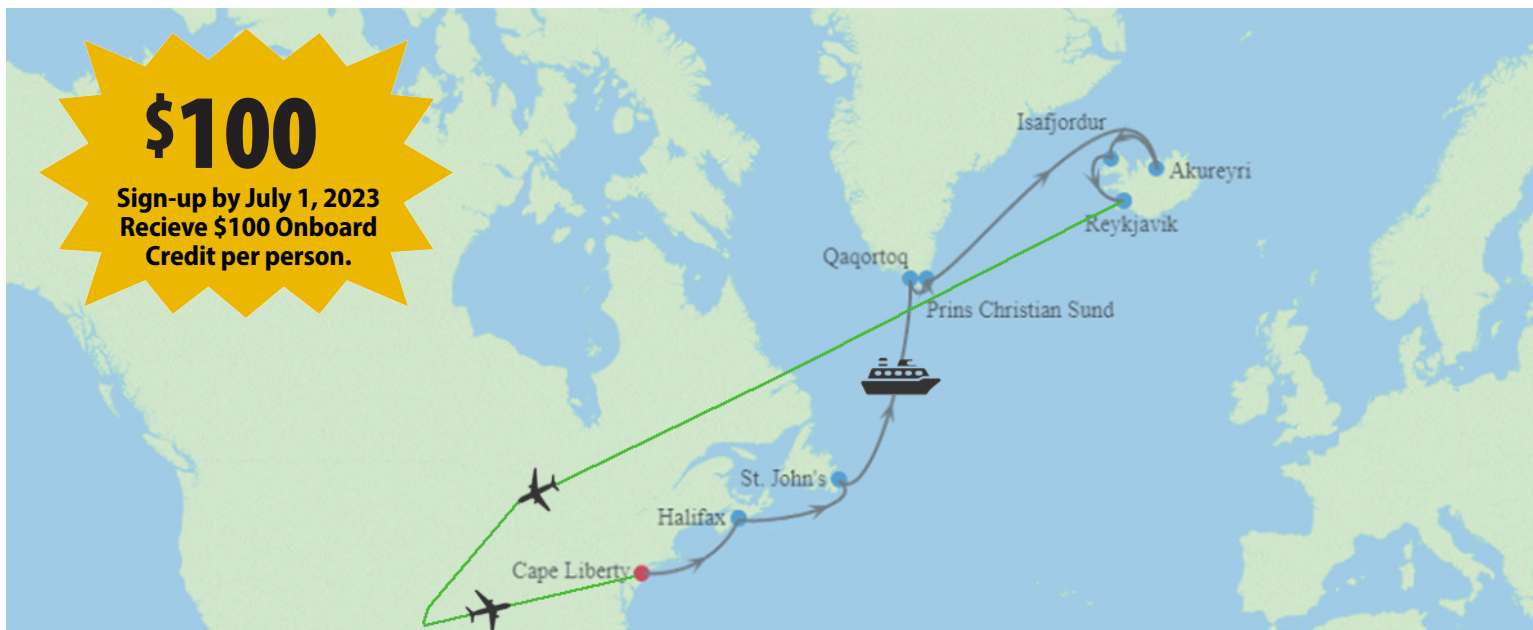 $100
Sign-up by July 1, 2023
Recieve $100 Onboard
Credit per person.
Isafjordur
Akureyri
Reykjavik
Qaqortoq
Prins Christian Sund
St. John's
Halifax
Cape Liberty